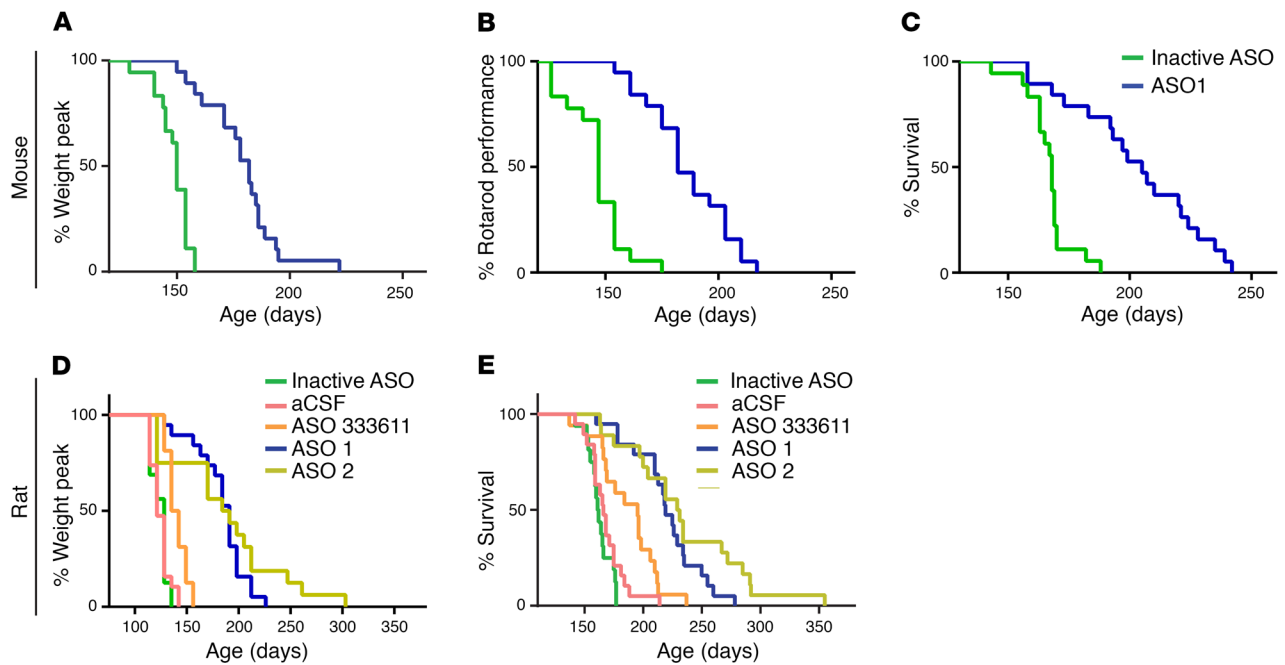 A
B
C
Mouse
% Weight peak
100
50
0
150
200
250
Age (days)
% Rotarod performance
100
50
0
150
200
250
Age (days)
% Survival
100
50
0
150
200
250
Age (days)
Inactive ASO
ASO1
D
E
Rat
% Weight peak
100
50
0
100
150
200
250
300
350
Age (days)
Inactive ASO
aCSF
ASO 333611
ASO 1
ASO 2
% Survival
100
50
0
150
200
250
300
350
Age (days)
Inactive ASO
aCSF
ASO 333611
ASO 1
ASO 2